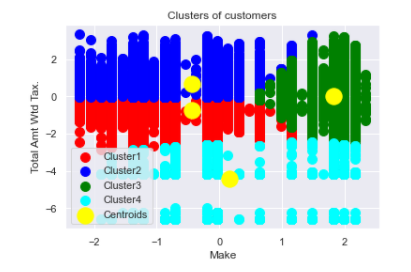 Clusters of customers
2
0
−2
−4
−6
Total Amt Wtd Tax.
Cluster1
Cluster2
Cluster3
Cluster4
Centroids
−2
−1
0
1
2
Make